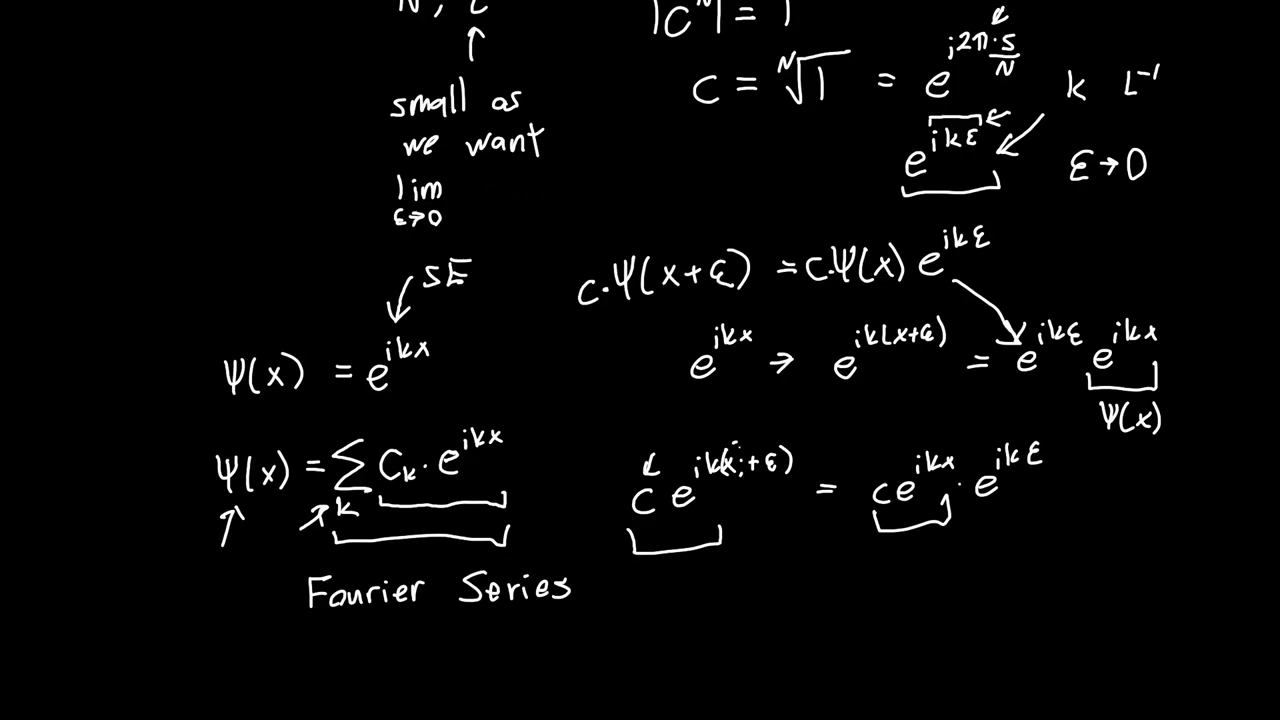 N, ε
|C^N| = 1
small as
we want
lim
ε→0
C = ᴺ√1 = e^{j2π·s/N}
k L⁻¹
e^{ikε}
ε→0
SE
C·Ψ(x+ε) = C·Ψ(x) e^{ikε}
Ψ(x) = e^{ikx}
e^{ikx} → e^{ik(x+ε)} = e^{ikε} e^{ikx}
Ψ(x)
Ψ(x) = ∑_k C_k · e^{ikx}
c e^{ik(x+ε)} = c e^{ikx} · e^{ikε}
Fourier Series